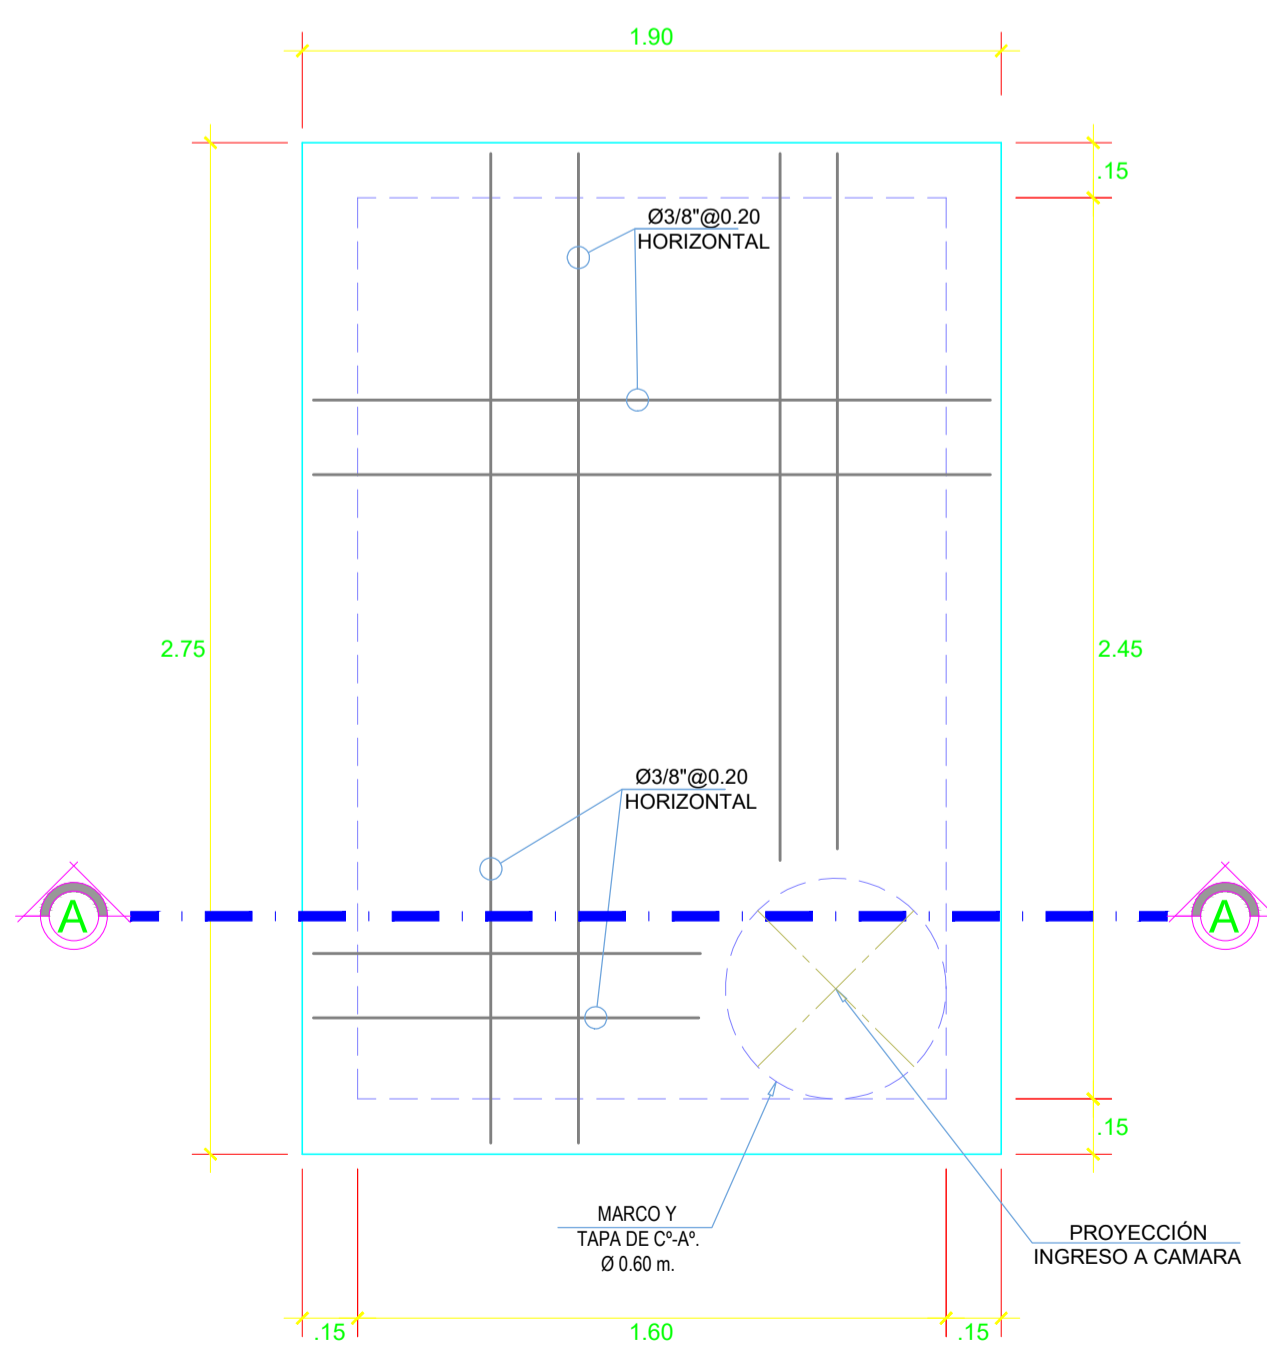 1.90
.15
Ø3/8"@0.20
HORIZONTAL
2.75
2.45
Ø3/8"@0.20
HORIZONTAL
A
A
.15
MARCO Y
TAPA DE Cº-Aº.
Ø 0.60 m.
PROYECCIÓN
INGRESO A CAMARA
.15
1.60
.15